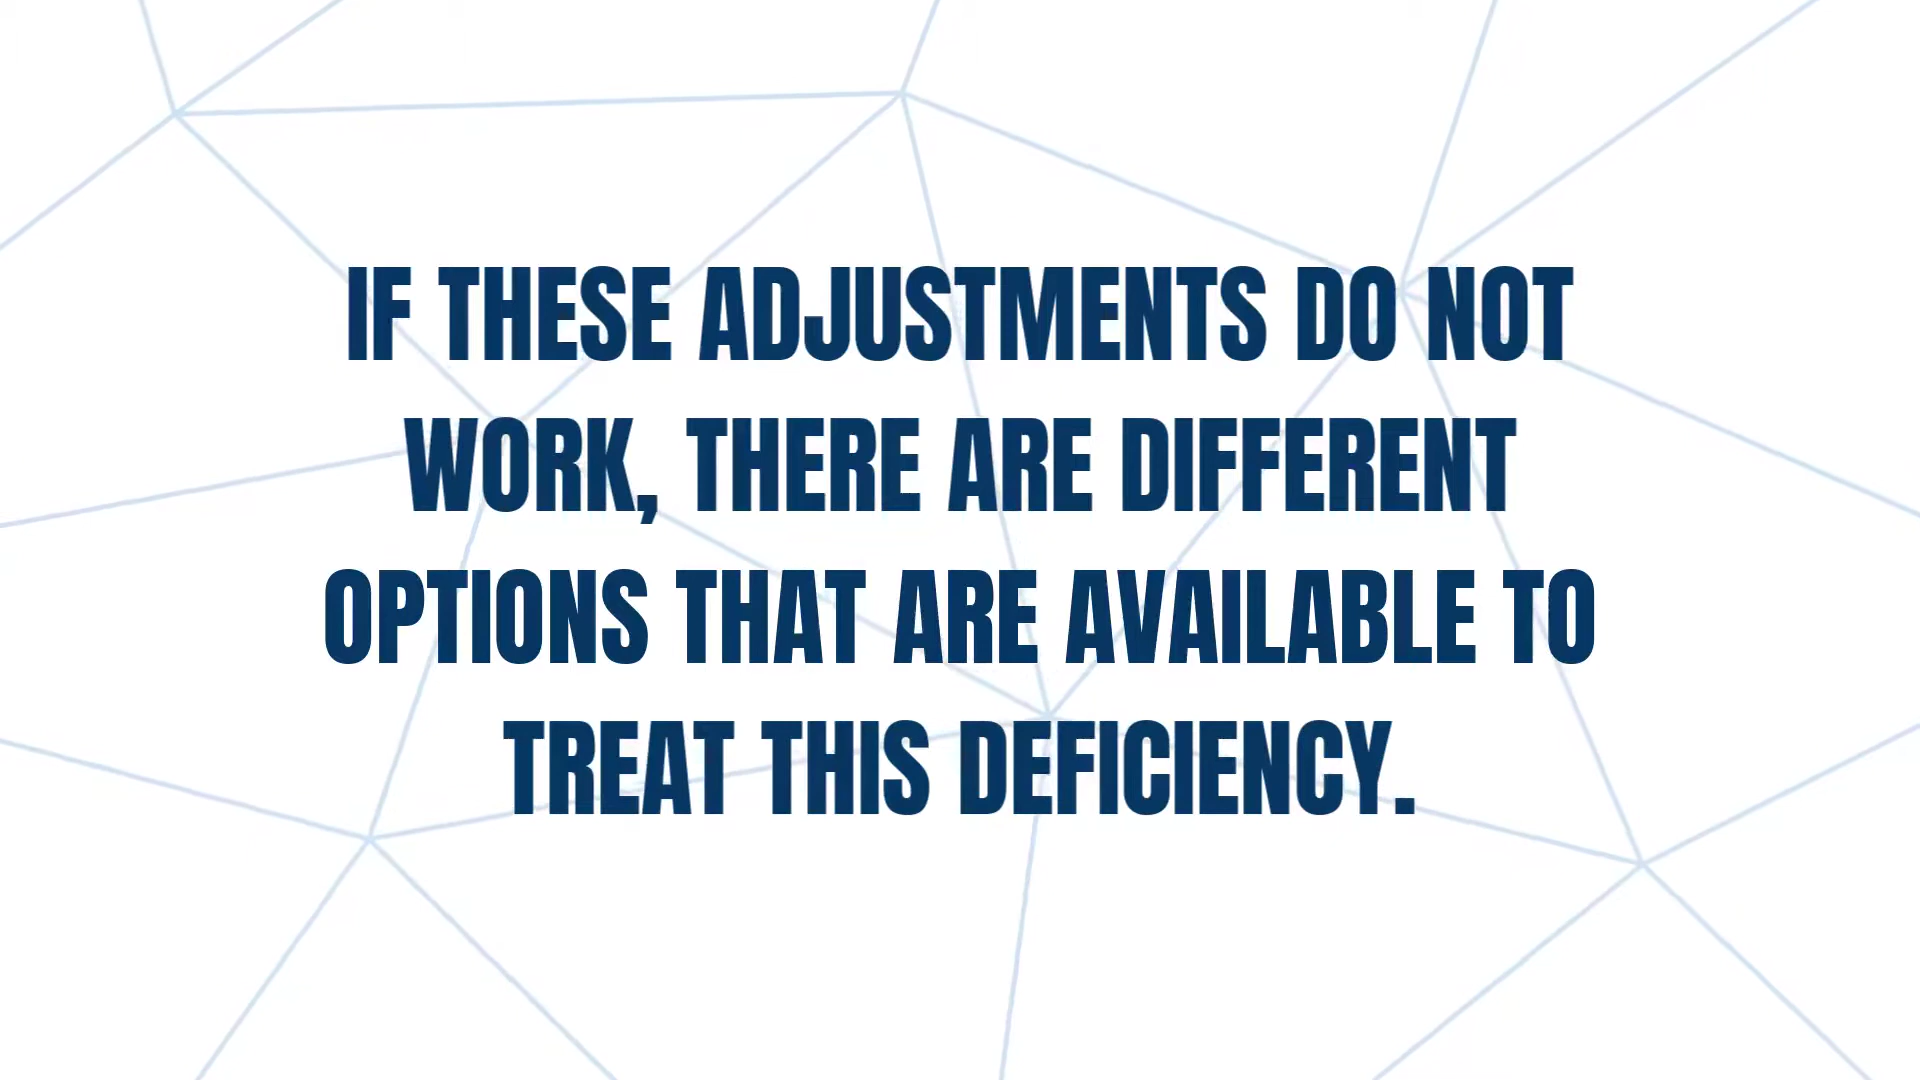 IF THESE ADJUSTMENTS DO NOT
WORK, THERE ARE DIFFERENT
OPTIONS THAT ARE AVAILABLE TO
TREAT THIS DEFICIENCY.